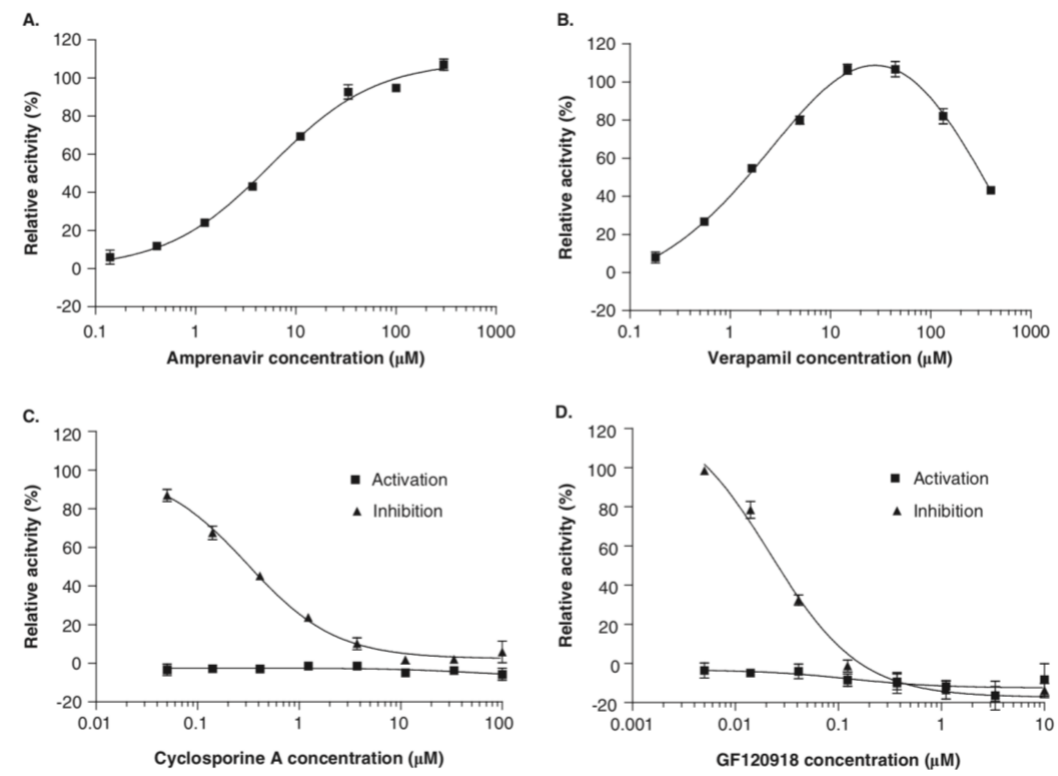 A.
120
100
80
60
40
20
0
-20
Relative acitvity (%)
0.1 1 10 100 1000
Amprenavir concentration (μM)
B.
120
100
80
60
40
20
0
-20
Relative acitvity (%)
0.1 1 10 100 1000
Verapamil concentration (μM)
C.
120
100
80
60
40
20
0
-20
Relative acitvity (%)
Activation
Inhibition
0.01 0.1 1 10 100
Cyclosporine A concentration (μM)
D.
120
100
80
60
40
20
0
-20
Relative acitvity (%)
Activation
Inhibition
0.001 0.01 0.1 1 10
GF120918 concentration (μM)